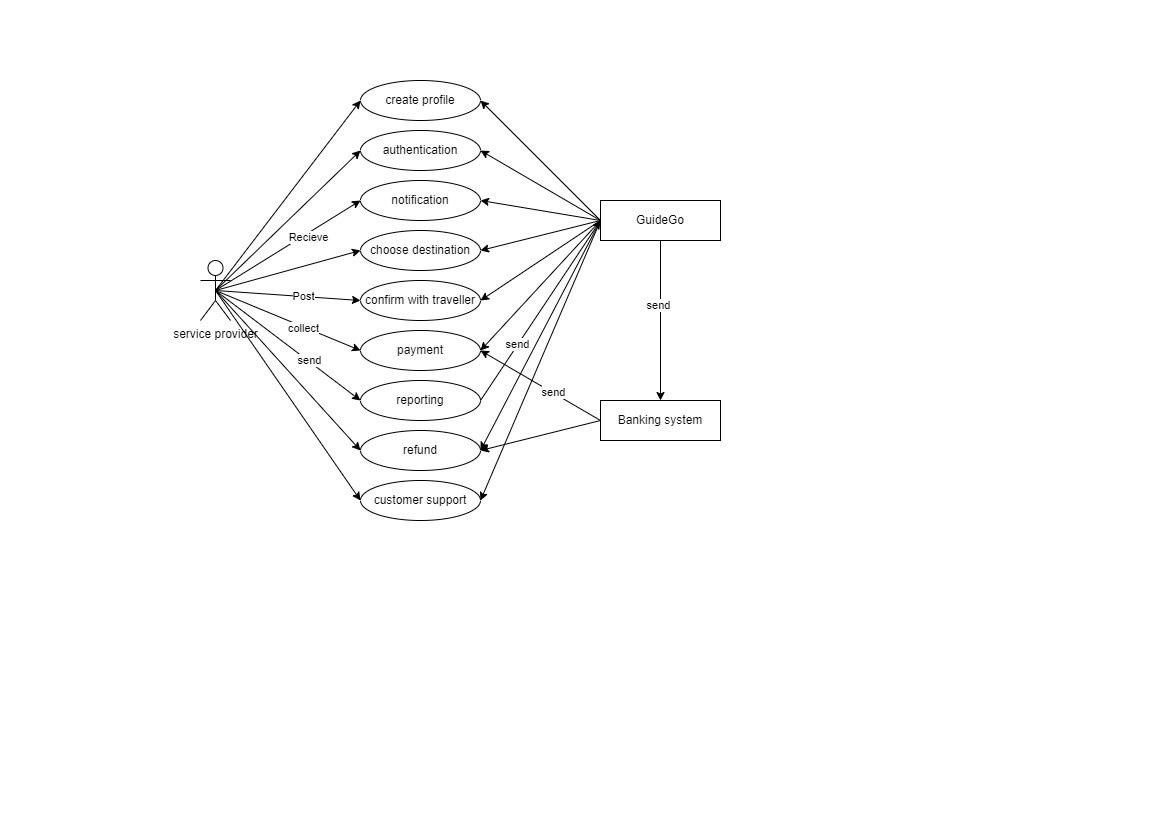 create profile
authentication
notification
Recieve
choose destination
GuideGo
Post
confirm with traveller
send
service provider
collect
payment
send
send
send
reporting
Banking system
refund
customer support